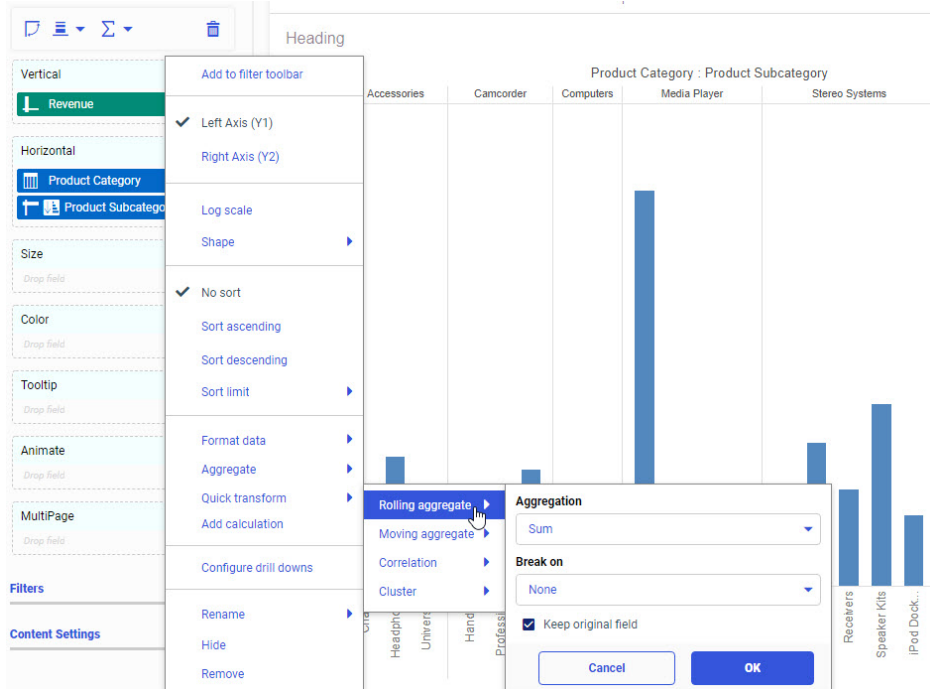 Heading
Vertical
Revenue
Horizontal
Product Category
Product Subcatego
Size
Drop field
Color
Drop field
Tooltip
Drop field
Animate
Drop field
MultiPage
Drop field
Filters
Content Settings
Add to filter toolbar
Left Axis (Y1)
Right Axis (Y2)
Log scale
Shape
No sort
Sort ascending
Sort descending
Sort limit
Format data
Aggregate
Quick transform
Add calculation
Configure drill downs
Rename
Hide
Remove
Rolling aggregate
Moving aggregate
Correlation
Cluster
Aggregation
Sum
Break on
None
Keep original field
Cancel
OK
Product Category : Product Subcategory
Accessories
Camcorder
Computers
Media Player
Stereo Systems
Headpho
Univers
Hand
Professi
Receivers
Speaker Kits
iPod Dock...